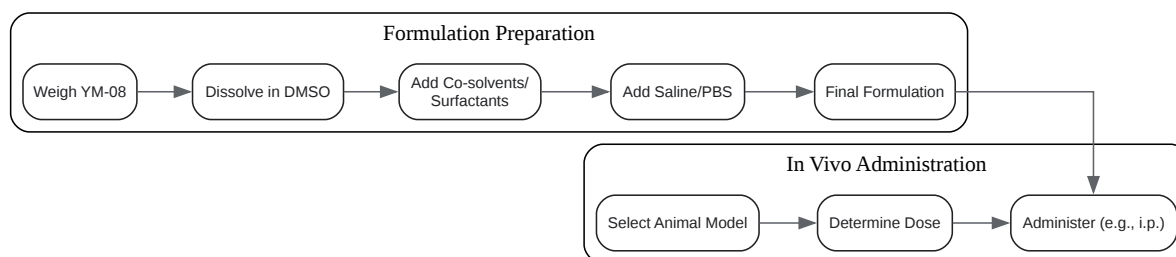 Formulation Preparation
Weigh YM-08
Dissolve in DMSO
Add Co-solvents/
Surfactants
Add Saline/PBS
Final Formulation
In Vivo Administration
Select Animal Model
Determine Dose
Administer (e.g., i.p.)